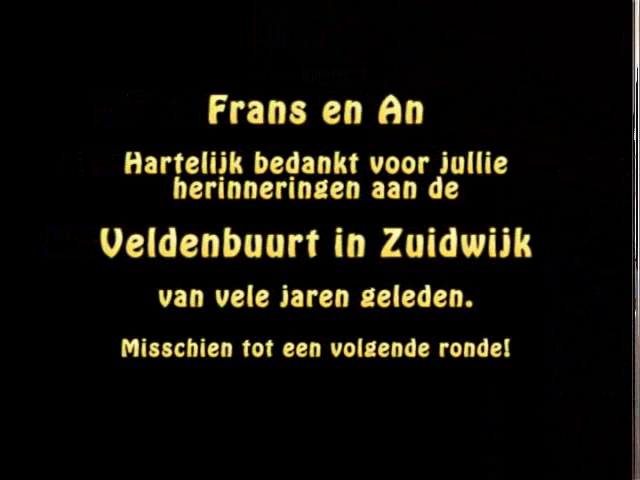 Frans en An
Hartelijk bedankt voor jullie
herinneringen aan de
Veldenbuurt in Zuidwijk
van vele jaren geleden.
Misschien tot een volgende ronde!